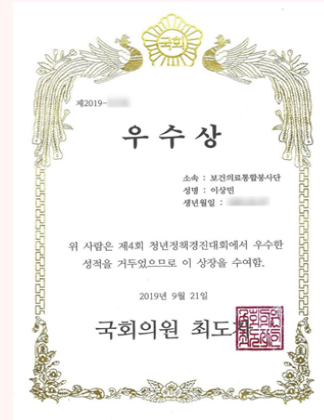 국회
제2019-
우수상
소속 : 보건의료통합봉사단
성명 : 이상민
생년월일 :
위 사람은 제4회 청년정책경진대회에서 우수한
성적을 거두었으므로 이 상장을 수여함.
2019년 9월 21일
국회의원 최도자